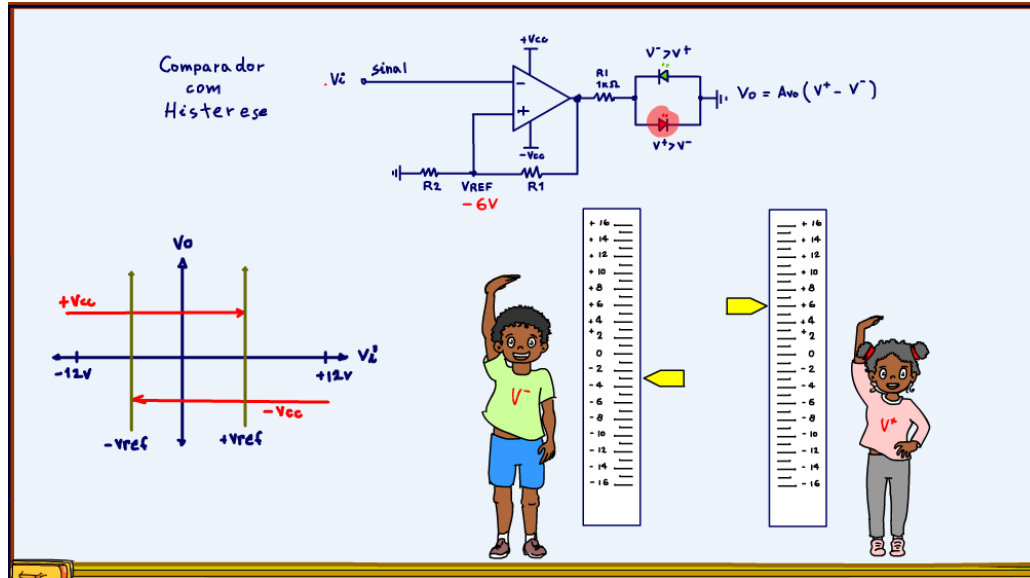 Comparador
com
Histerese
Vi
sinal
+Vcc
-
+
-Vcc
R1
1KΩ
V⁻>V⁺
V⁺>V⁻
Vo = Avo (V⁺ - V⁻)
R2
VREF
R1
-6V
Vo
+Vcc
-12V
+12V
Vi
-Vcc
-Vref
+Vref
V⁻
+16
+14
+12
+10
+8
+6
+4
+2
0
-2
-4
-6
-8
-10
-12
-14
-16
+16
+14
+12
+10
+8
+6
+4
+2
0
-2
-4
-6
-8
-10
-12
-14
-16
V⁺